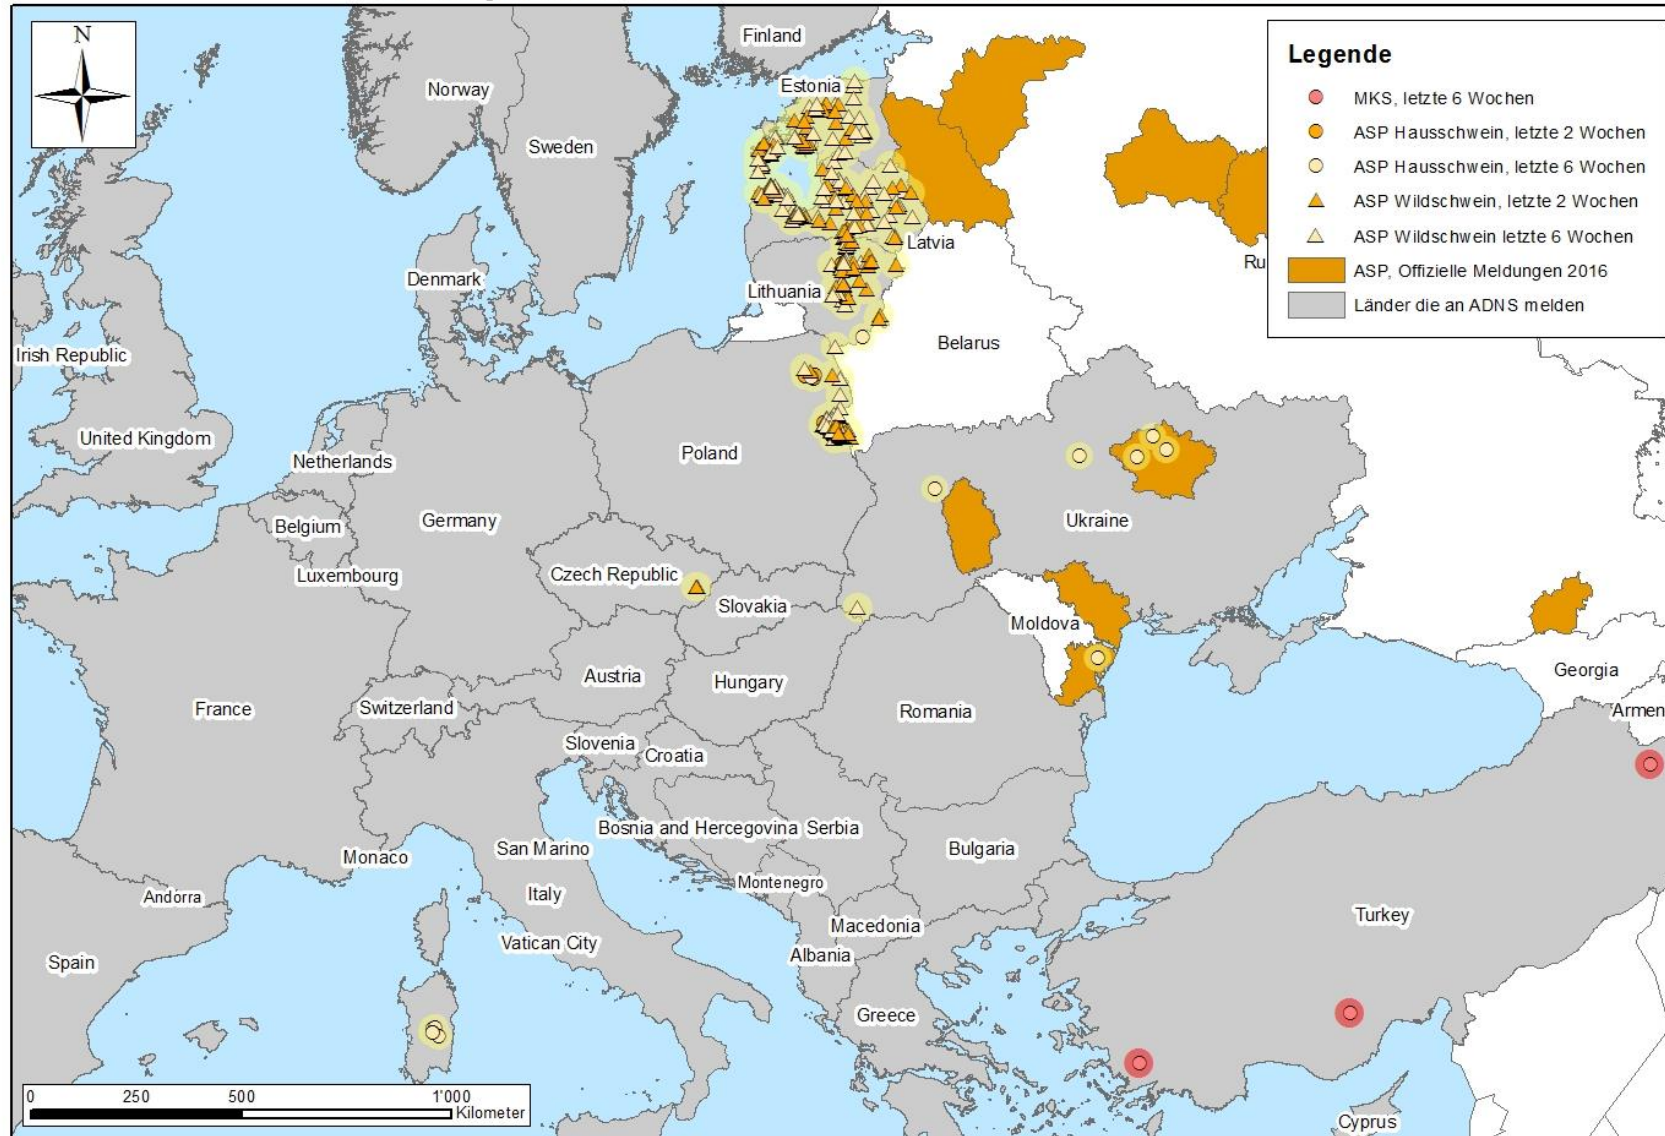 N
Finland
Norway
Estonia
Sweden
Latvia
Denmark
Lithuania
Ru
Irish Republic
Belarus
United Kingdom
Netherlands
Poland
Belgium
Germany
Ukraine
Luxembourg
Czech Republic
Slovakia
Moldova
Austria
Hungary
Georgia
France
Switzerland
Romania
Armen
Slovenia
Croatia
Bosnia and Hercegovina
Serbia
San Marino
Monaco
Bulgaria
Andorra
Italy
Montenegro
Macedonia
Turkey
Vatican City
Albania
Spain
Greece
Cyprus
Legende
MKS, letzte 6 Wochen
ASP Hausschwein, letzte 2 Wochen
ASP Hausschwein, letzte 6 Wochen
ASP Wildschwein, letzte 2 Wochen
ASP Wildschwein letzte 6 Wochen
ASP, Offizielle Meldungen 2016
Länder die an ADNS melden
0 250 500 1'000
Kilometer